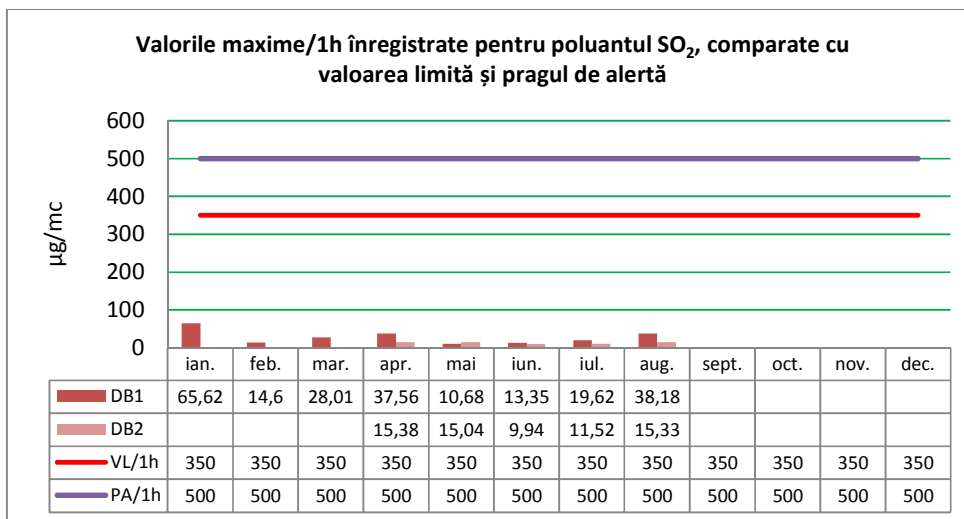 Valorile maxime/1h înregistrate pentru poluantul SO₂, comparate cu
valoarea limită și pragul de alertă
600
500
400
300
200
100
0
µg/mc
ian. feb. mar. apr. mai iun. iul. aug. sept. oct. nov. dec.
DB1 65,62 14,6 28,01 37,56 10,68 13,35 19,62 38,18
DB2 15,38 15,04 9,94 11,52 15,33
VL/1h 350 350 350 350 350 350 350 350 350 350 350 350
PA/1h 500 500 500 500 500 500 500 500 500 500 500 500